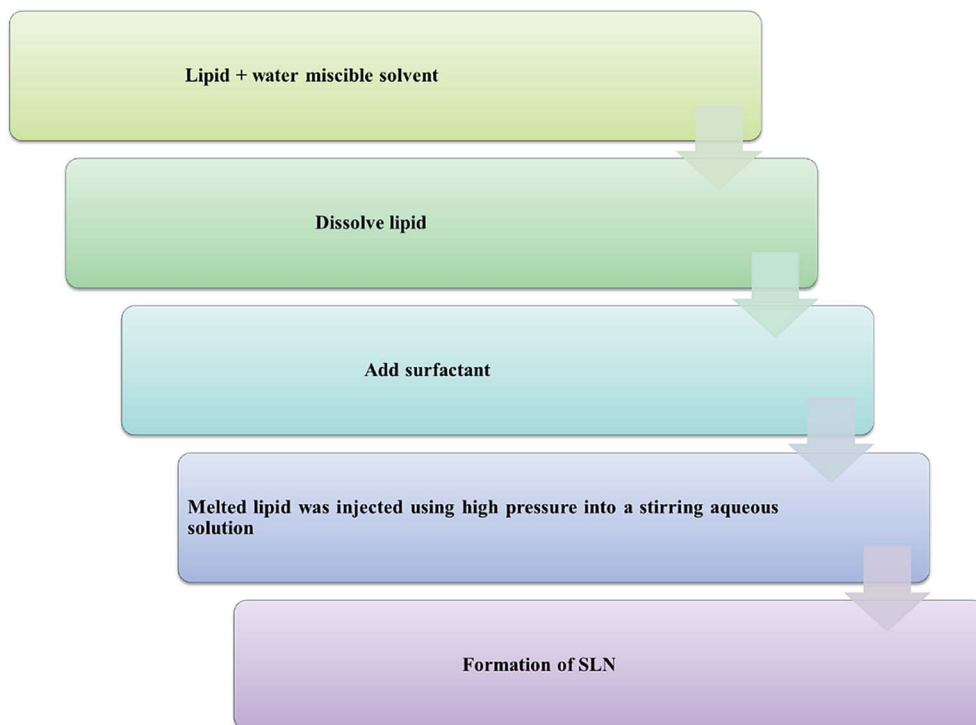 Lipid + water miscible solvent
Dissolve lipid
Add surfactant
Melted lipid was injected using high pressure into a stirring aqueous
solution
Formation of SLN